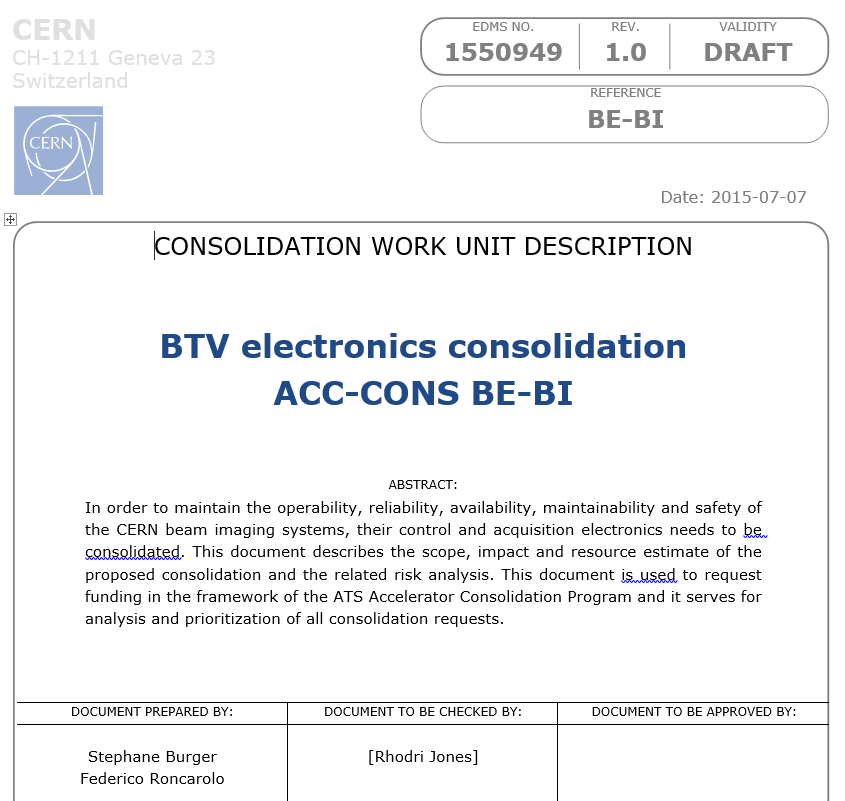 CERN
CH-1211 Geneva 23
Switzerland
EDMS NO.
1550949
REV.
1.0
VALIDITY
DRAFT
REFERENCE
BE-BI
CERN
Date: 2015-07-07
CONSOLIDATION WORK UNIT DESCRIPTION
BTV electronics consolidation
ACC-CONS BE-BI
ABSTRACT:
In order to maintain the operability, reliability, availability, maintainability and safety of
the CERN beam imaging systems, their control and acquisition electronics needs to be
consolidated. This document describes the scope, impact and resource estimate of the
proposed consolidation and the related risk analysis. This document is used to request
funding in the framework of the ATS Accelerator Consolidation Program and it serves for
analysis and prioritization of all consolidation requests.
DOCUMENT PREPARED BY:
DOCUMENT TO BE CHECKED BY:
DOCUMENT TO BE APPROVED BY:
Stephane Burger
Federico Roncarolo
[Rhodri Jones]